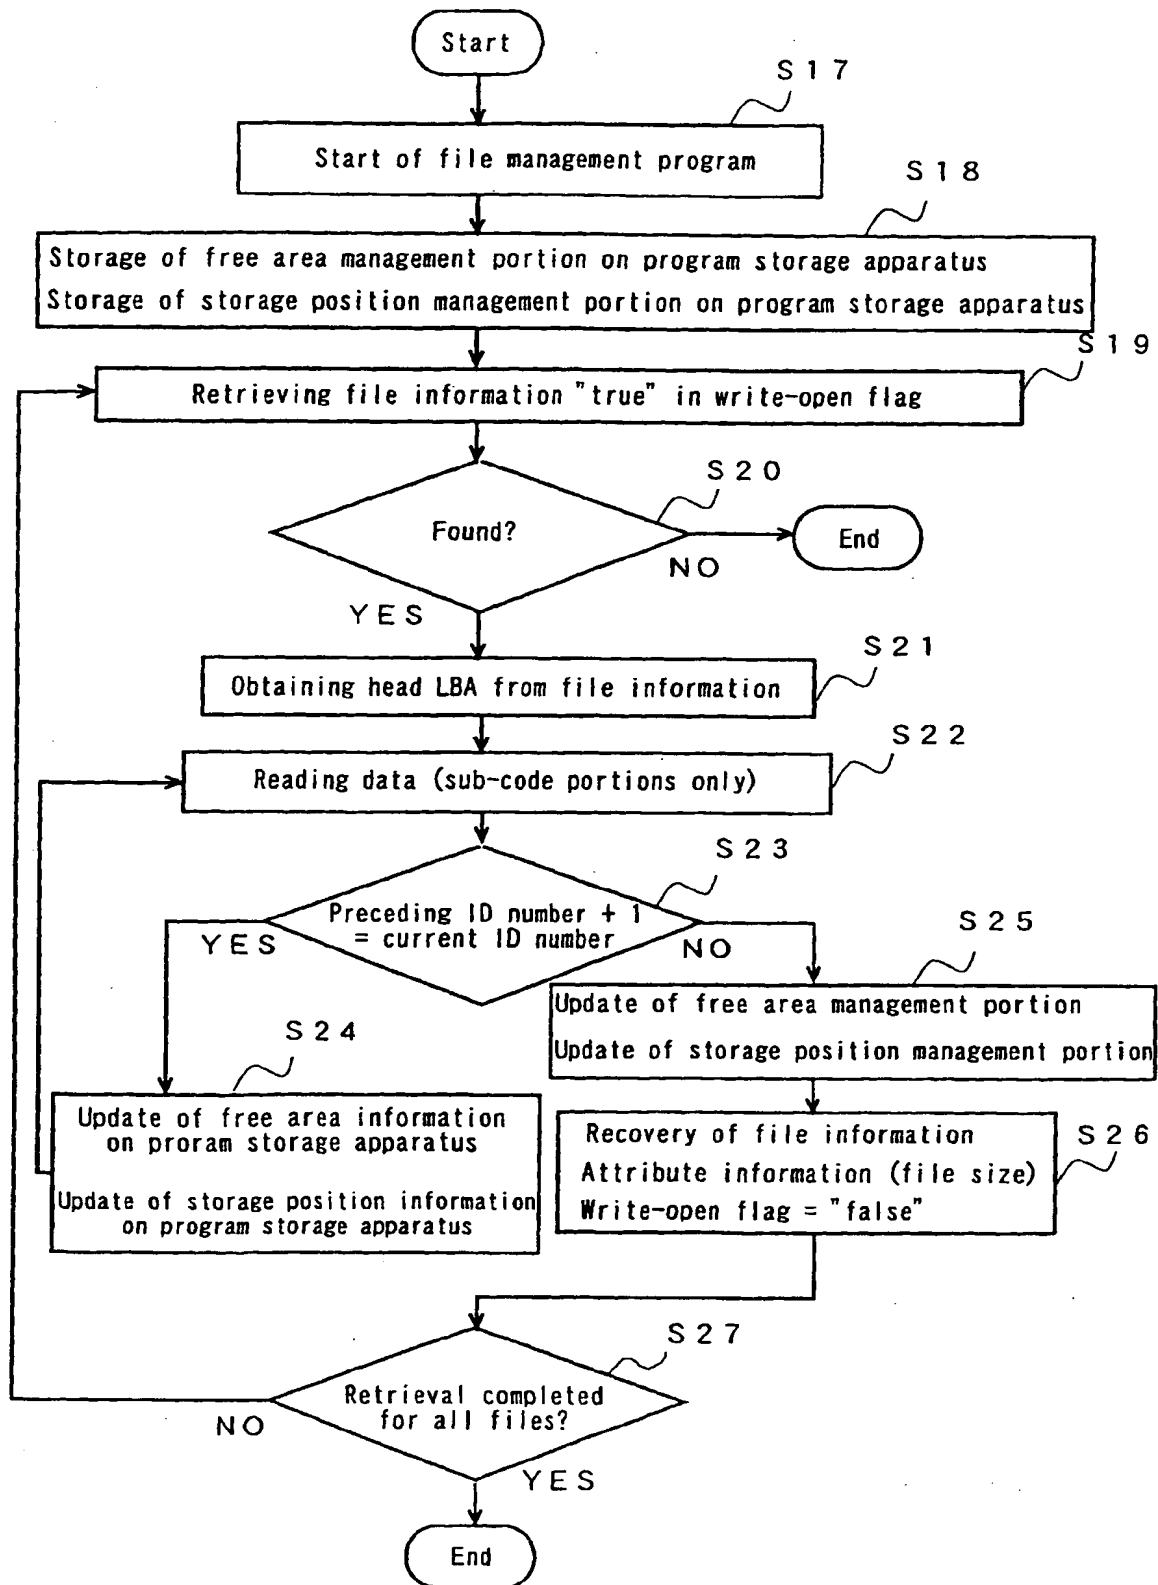 Start
S17
Start of file management program
S18
Storage of free area management portion on program storage apparatus
Storage of storage position management portion on program storage apparatus
S19
Retrieving file information "true" in write-open flag
S20
Found?
NO
End
YES
S21
Obtaining head LBA from file information
S22
Reading data (sub-code portions only)
S23
Preceding ID number + 1
= current ID number
YES
NO
S25
Update of free area management portion
Update of storage position management portion
S24
Update of free area information
on proram storage apparatus
Update of storage position information
on program storage apparatus
S26
Recovery of file information
Attribute information (file size)
Write-open flag = "false"
S27
Retrieval completed
for all files?
NO
YES
End